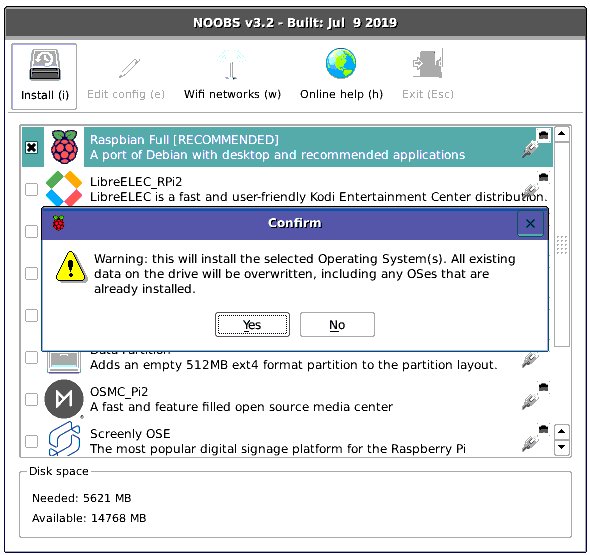 NOOBS v3.2 - Built: Jul  9 2019
Install (i)
Edit config (e)
Wifi networks (w)
Online help (h)
Exit (Esc)
Raspbian Full [RECOMMENDED]
A port of Debian with desktop and recommended applications
LibreELEC_RPi2
LibreELEC is a fast and user-friendly Kodi Entertainment Center distribution.
Confirm
Warning: this will install the selected Operating System(s). All existing
data on the drive will be overwritten, including any OSes that are
already installed.
Yes
No
Data Partition
Adds an empty 512MB ext4 format partition to the partition layout.
OSMC_Pi2
A fast and feature filled open source media center
Screenly OSE
The most popular digital signage platform for the Raspberry Pi
Disk space
Needed: 5621 MB
Available: 14768 MB